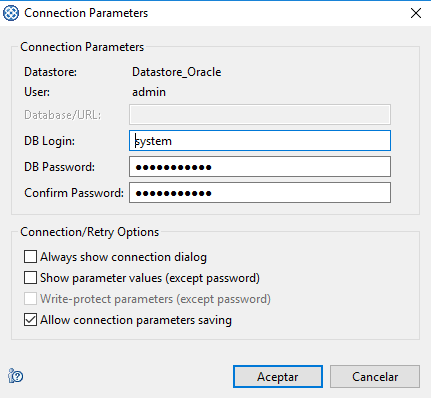 Connection Parameters
Connection Parameters
Datastore: Datastore_Oracle
User: admin
Database/URL:
DB Login: system
DB Password: ●●●●●●●●●●●
Confirm Password: ●●●●●●●●●●●
Connection/Retry Options
Always show connection dialog
Show parameter values (except password)
Write-protect parameters (except password)
Allow connection parameters saving
Aceptar Cancelar